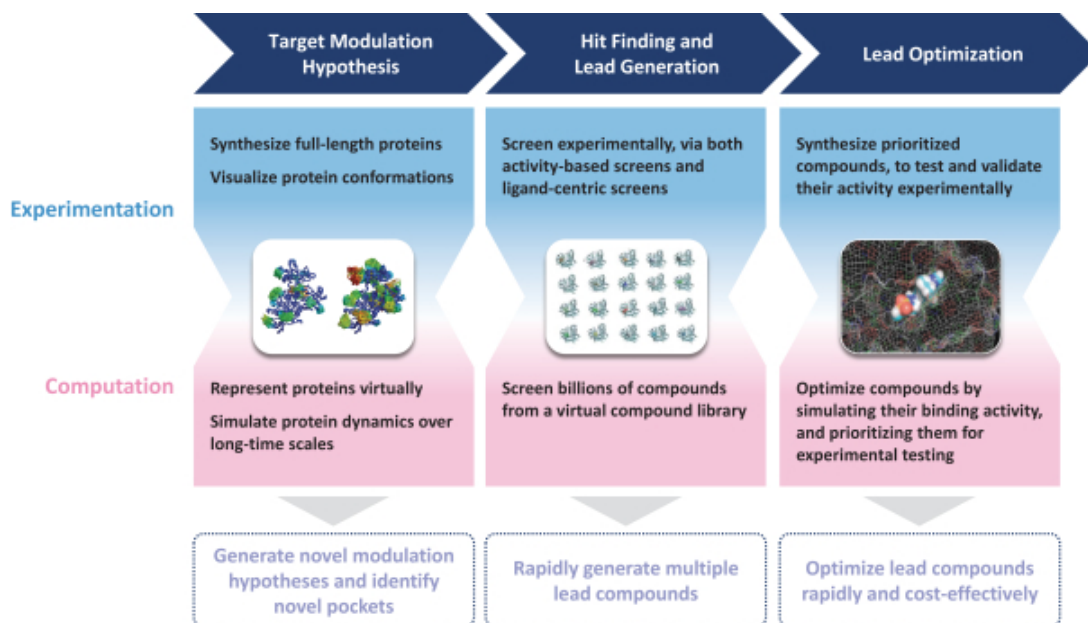 Target Modulation
Hypothesis
Hit Finding and
Lead Generation
Lead Optimization
Experimentation
Synthesize full-length proteins
Visualize protein conformations
Screen experimentally, via both
activity-based screens and
ligand-centric screens
Synthesize prioritized
compounds, to test and validate
their activity experimentally
Computation
Represent proteins virtually
Simulate protein dynamics over
long-time scales
Screen billions of compounds
from a virtual compound library
Optimize compounds by
simulating their binding activity,
and prioritizing them for
experimental testing
Generate novel modulation
hypotheses and identify
novel pockets
Rapidly generate multiple
lead compounds
Optimize lead compounds
rapidly and cost-effectively